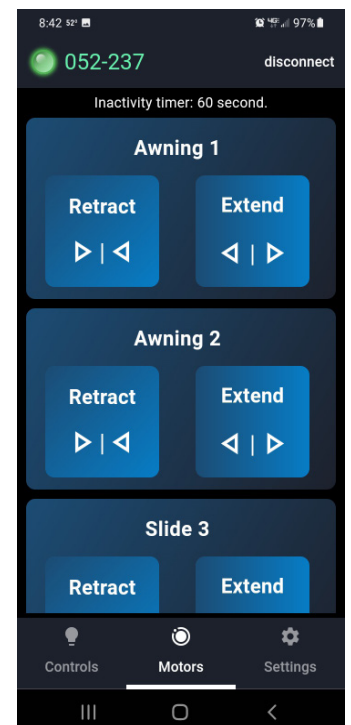 8:42 52° 97%
052-237 disconnect
Inactivity timer: 60 second.
Awning 1
Retract Extend
Awning 2
Retract Extend
Slide 3
Retract Extend
Controls Motors Settings